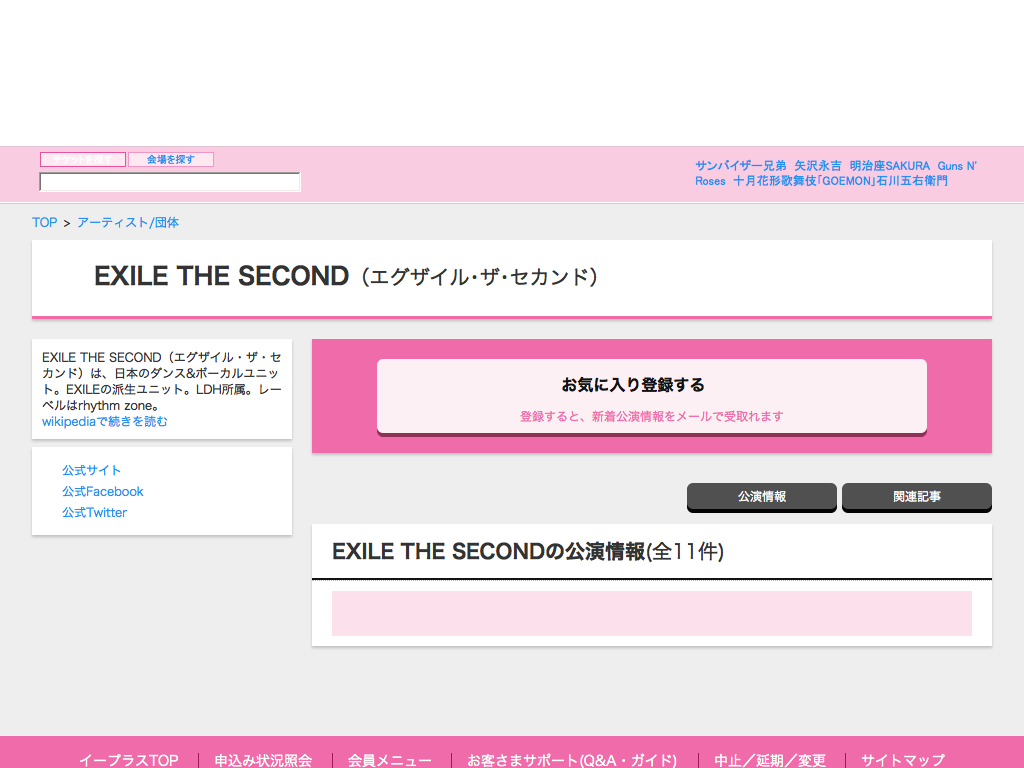 チケットを探す 会場を探す
サンバイザー兄弟 矢沢永吉 明治座SAKURA Guns N'
Roses 十月花形歌舞伎「GOEMON」石川五右衛門
TOP > アーティスト/団体
EXILE THE SECOND（エグザイル･ザ･セカンド）
EXILE THE SECOND（エグザイル・ザ・セ
カンド）は、日本のダンス&ボーカルユニッ
ト。EXILEの派生ユニット。LDH所属。レー
ベルはrhythm zone。
wikipediaで続きを読む
公式サイト
公式Facebook
公式Twitter
お気に入り登録する
登録すると、新着公演情報をメールで受取れます
公演情報 関連記事
EXILE THE SECONDの公演情報(全11件)
イープラスTOP 申込み状況照会 会員メニュー お客さまサポート(Q&A・ガイド) 中止／延期／変更 サイトマップ